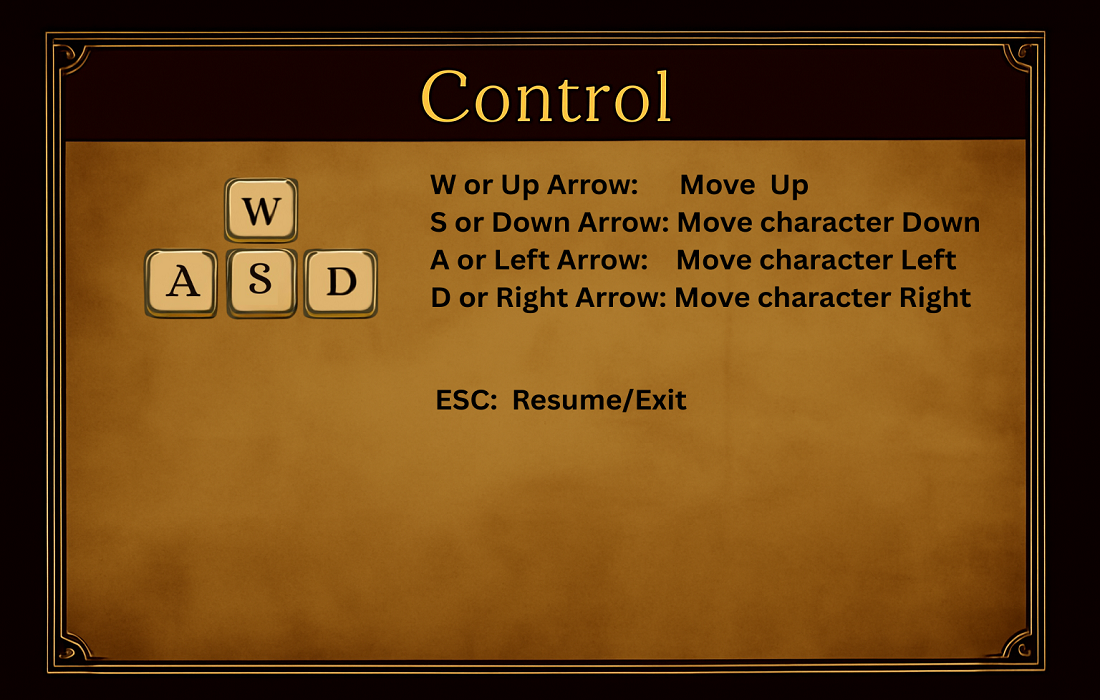 Control
W
A S D
W or Up Arrow: Move Up
S or Down Arrow: Move character Down
A or Left Arrow: Move character Left
D or Right Arrow: Move character Right
ESC: Resume/Exit